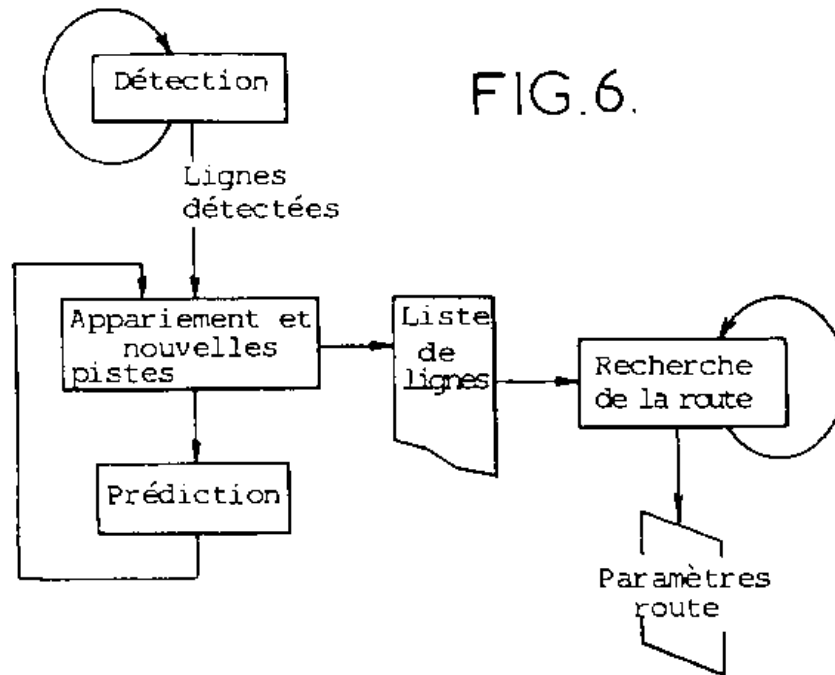 Détection
FIG.6.
Lignes
détectées
Appariement et
nouvelles
pistes
Liste
de
lignes
Recherche
de la route
Prédiction
Paramètres
route